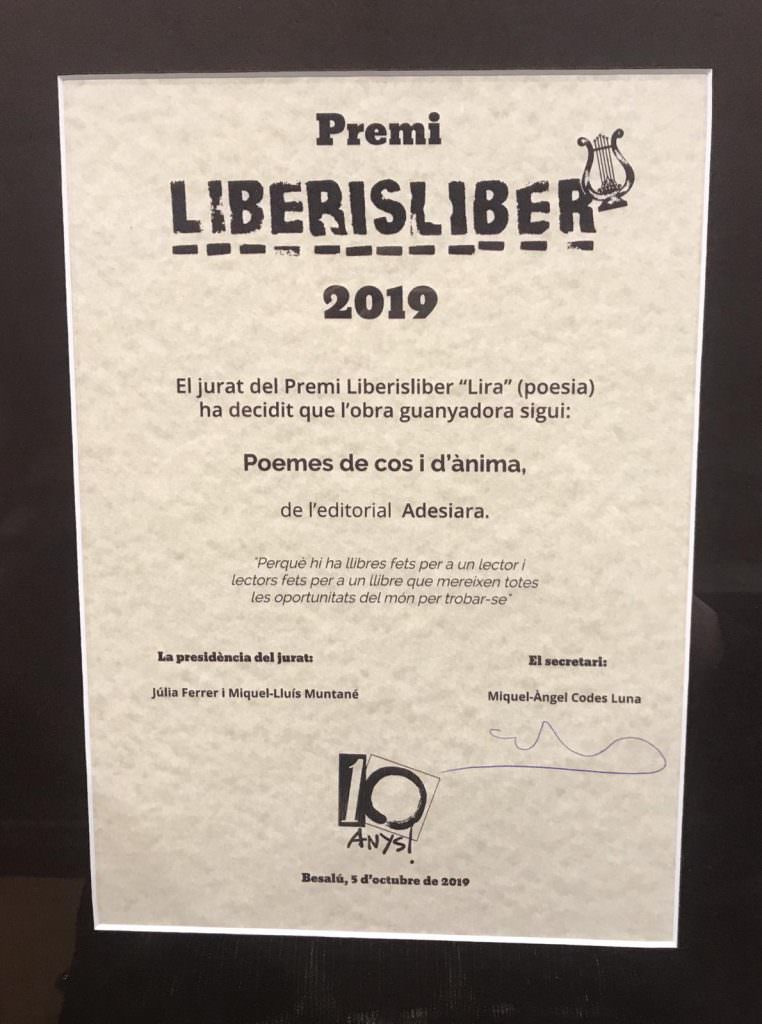 Premi
LIBERISLIBER
2019
El jurat del Premi Liberisliber “Lira” (poesia)
ha decidit que l’obra guanyadora sigui:
Poemes de cos i d’ànima,
de l’editorial Adesiara.
"Perquè hi ha llibres fets per a un lector i
lectors fets per a un llibre que mereixen totes
les oportunitats del món per trobar-se"
La presidència del jurat:
El secretari:
Júlia Ferrer i Miquel-Lluís Muntané
Miquel-Àngel Codes Luna
10
ANYS!
Besalú, 5 d’octubre de 2019